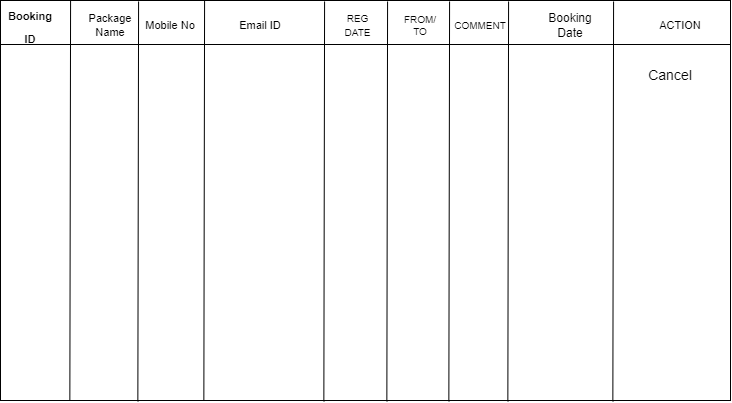 Booking
ID
Package
Name
Mobile No
Email ID
REG
DATE
FROM/
TO
COMMENT
Booking
Date
ACTION
Cancel